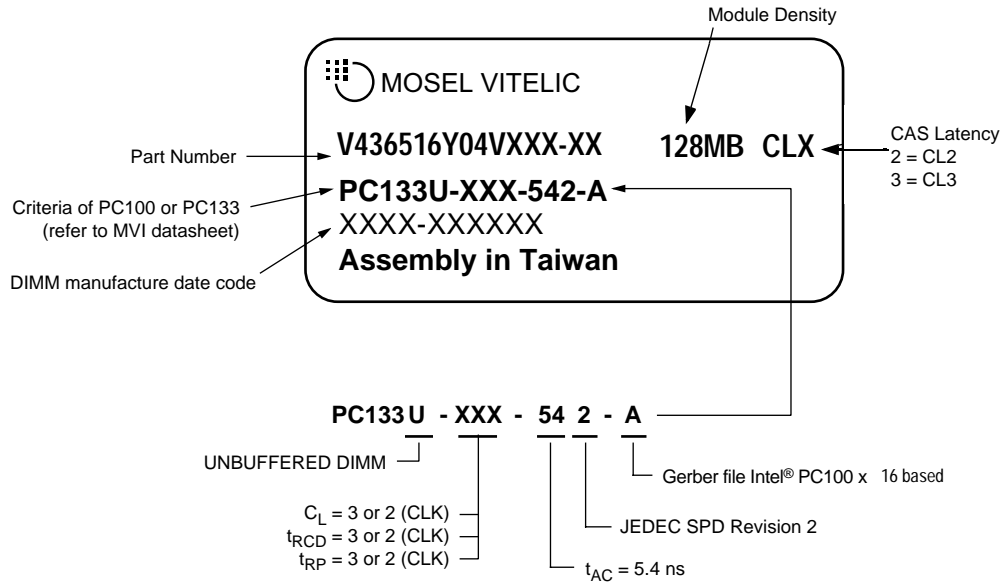 Module Density
MOSEL VITELIC
V436516Y04VXXX-XX 128MB CLX
CAS Latency
2 = CL2
3 = CL3
Part Number
PC133U-XXX-542-A
Criteria of PC100 or PC133
(refer to MVI datasheet)
XXXX-XXXXXX
Assembly in Taiwan
DIMM manufacture date code
PC133 U - XXX - 54 2 - A
UNBUFFERED DIMM
Gerber file Intel® PC100 x 16 based
CL = 3 or 2 (CLK)
tRCD = 3 or 2 (CLK)
tRP = 3 or 2 (CLK)
JEDEC SPD Revision 2
tAC = 5.4 ns